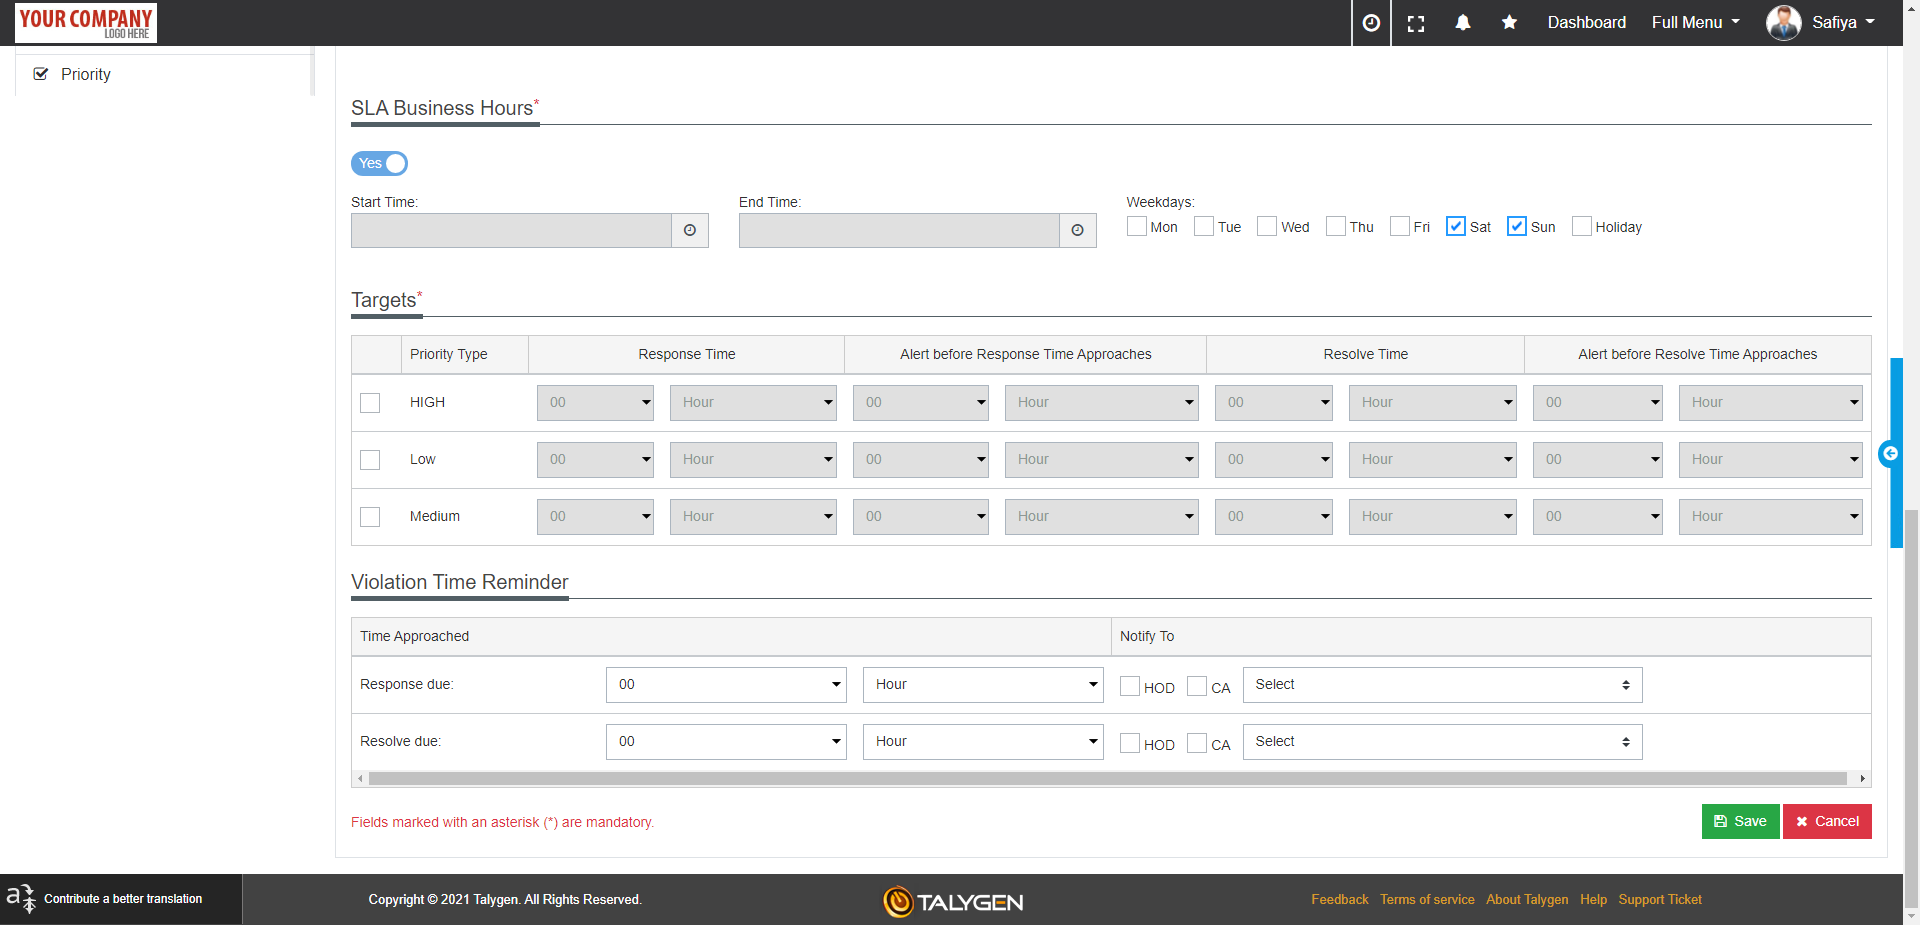 YOUR COMPANY
LOGO HERE
Dashboard Full Menu Safiya
Priority
SLA Business Hours*
Yes
Start Time: End Time: Weekdays:
Mon Tue Wed Thu Fri Sat Sun Holiday
Targets*
Priority Type Response Time Alert before Response Time Approaches Resolve Time Alert before Resolve Time Approaches
HIGH 00 Hour 00 Hour 00 Hour 00 Hour
Low 00 Hour 00 Hour 00 Hour 00 Hour
Medium 00 Hour 00 Hour 00 Hour 00 Hour
Violation Time Reminder
Time Approached Notify To
Response due: 00 Hour HOD CA Select
Resolve due: 00 Hour HOD CA Select
Fields marked with an asterisk (*) are mandatory.
Save Cancel
a Contribute a better translation Copyright © 2021 Talygen. All Rights Reserved. TALYGEN Feedback Terms of service About Talygen Help Support Ticket